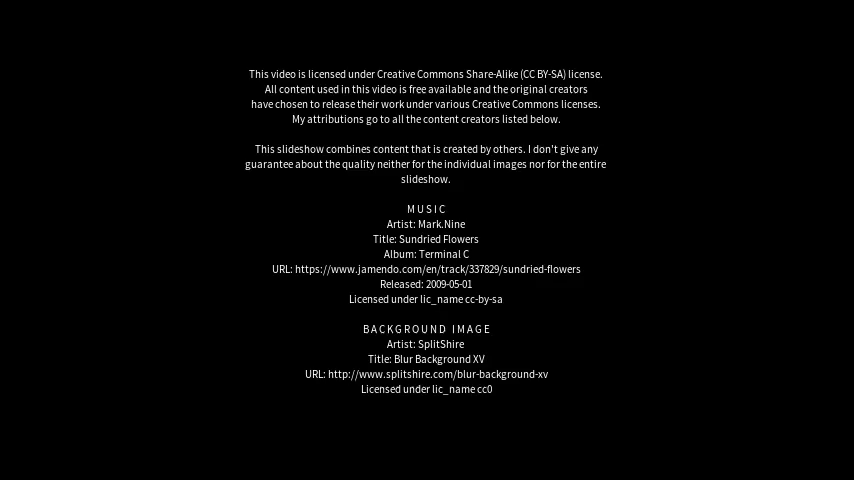 This video is licensed under Creative Commons Share-Alike (CC BY-SA) license.
All content used in this video is free available and the original creators
have chosen to release their work under various Creative Commons licenses.
My attributions go to all the content creators listed below.
This slideshow combines content that is created by others. I don't give any
guarantee about the quality neither for the individual images nor for the entire
slideshow.
MUSIC
Artist: Mark.Nine
Title: Sundried Flowers
Album: Terminal C
URL: https://www.jamendo.com/en/track/337829/sundried-flowers
Released: 2009-05-01
Licensed under lic_name cc-by-sa
BACKGROUND IMAGE
Artist: SplitShire
Title: Blur Background XV
URL: http://www.splitshire.com/blur-background-xv
Licensed under lic_name cc0